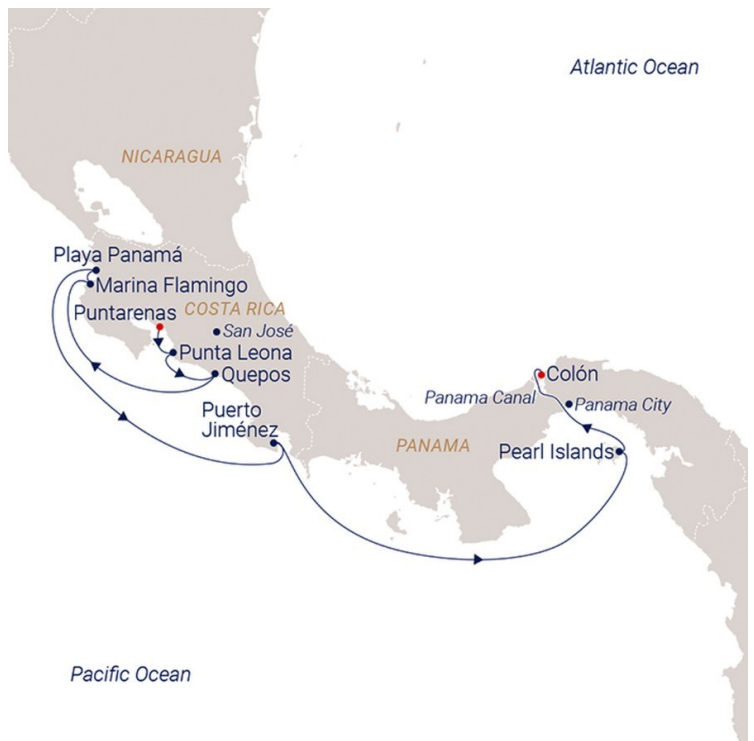 Atlantic Ocean
NICARAGUA
Playa Panamá
Marina Flamingo
Puntarenas
COSTA RICA
San José
Punta Leona
Quepos
Puerto
Jiménez
Colón
Panama Canal
Panama City
PANAMA
Pearl Islands
Pacific Ocean